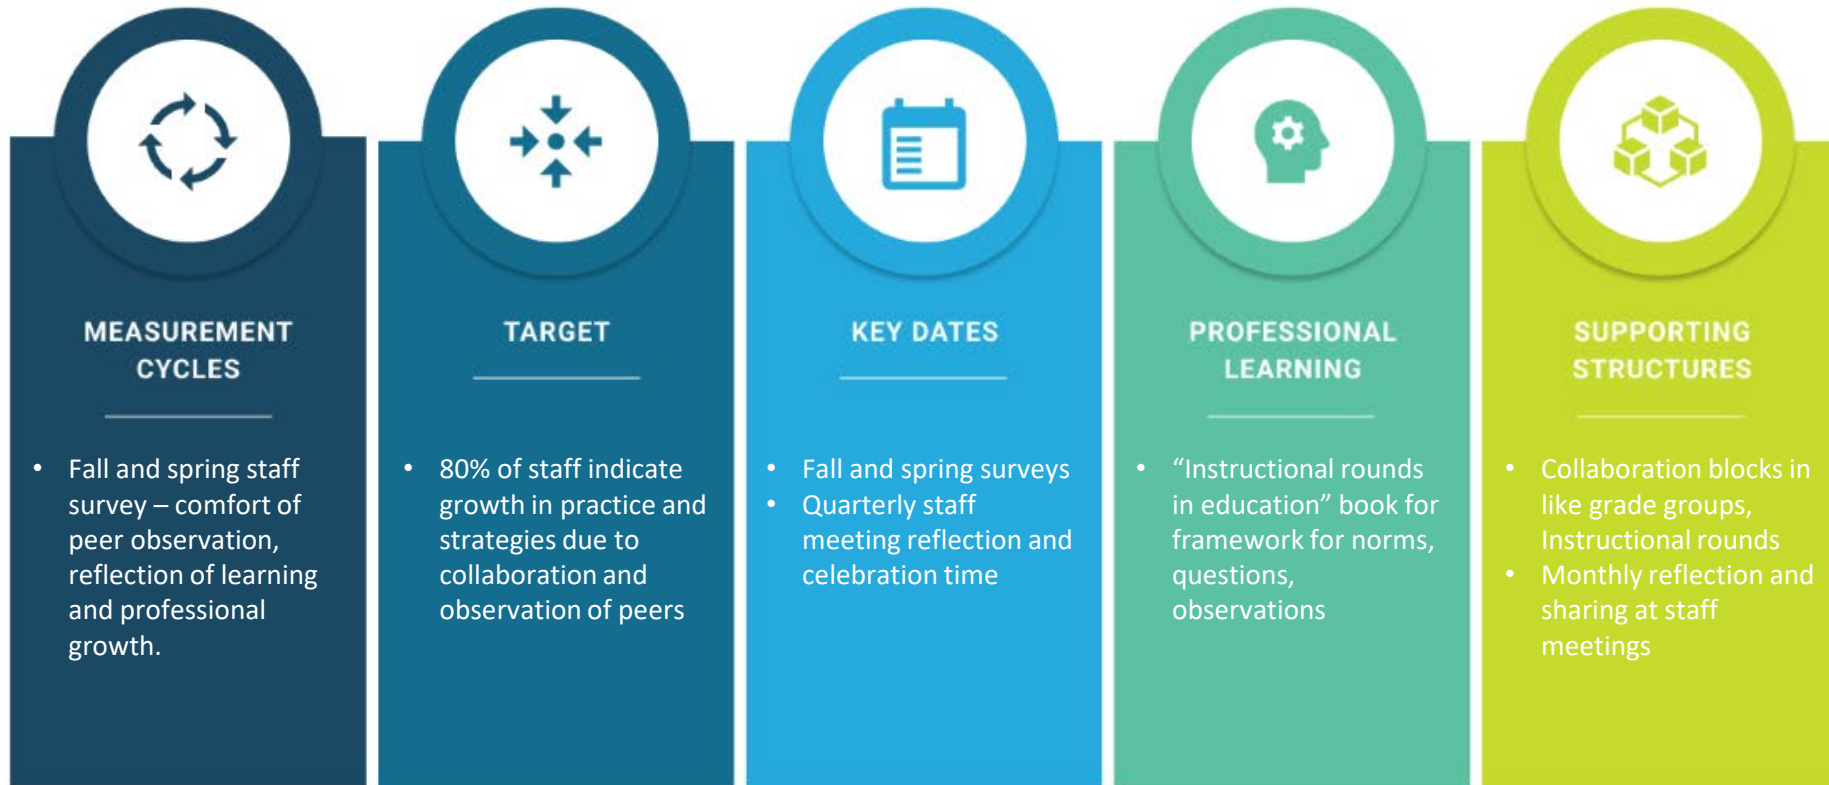 MEASUREMENT
CYCLES
• Fall and spring staff
survey – comfort of
peer observation,
reflection of learning
and professional
growth.
TARGET
• 80% of staff indicate
growth in practice and
strategies due to
collaboration and
observation of peers
KEY DATES
• Fall and spring surveys
• Quarterly staff
meeting reflection and
celebration time
PROFESSIONAL
LEARNING
• “Instructional rounds
in education” book for
framework for norms,
questions,
observations
SUPPORTING
STRUCTURES
• Collaboration blocks in
like grade groups,
Instructional rounds
• Monthly reflection and
sharing at staff
meetings